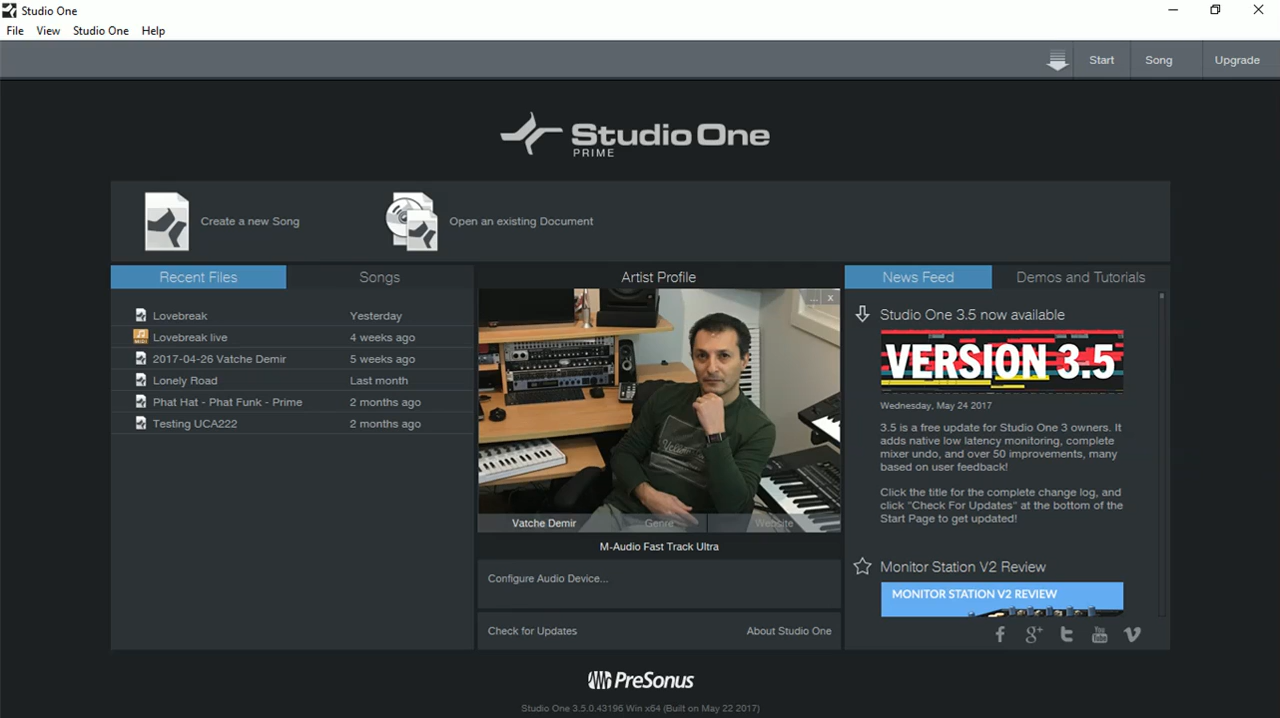 Studio One
File View Studio One Help
Start Song Upgrade
Studio One
PRIME
Create a new Song
Open an existing Document
Recent Files
Songs
Lovebreak Yesterday
Lovebreak live 4 weeks ago
2017-04-26 Vatche Demir 5 weeks ago
Lonely Road Last month
Phat Hat - Phat Funk - Prime 2 months ago
Testing UCA222 2 months ago
Artist Profile
... x
Vatche Demir Genre Website
M-Audio Fast Track Ultra
Configure Audio Device...
Check for Updates About Studio One
News Feed
Demos and Tutorials
Studio One 3.5 now available
VERSION 3.5
Wednesday, May 24 2017
3.5 is a free update for Studio One 3 owners. It
adds native low latency monitoring, complete
mixer undo, and over 50 improvements, many
based on user feedback!
Click the title for the complete change log, and
click "Check For Updates" at the bottom of the
Start Page to get updated!
Monitor Station V2 Review
MONITOR STATION V2 REVIEW
PreSonus
Studio One 3.5.0.43196 Win x64 (Built on May 22 2017)